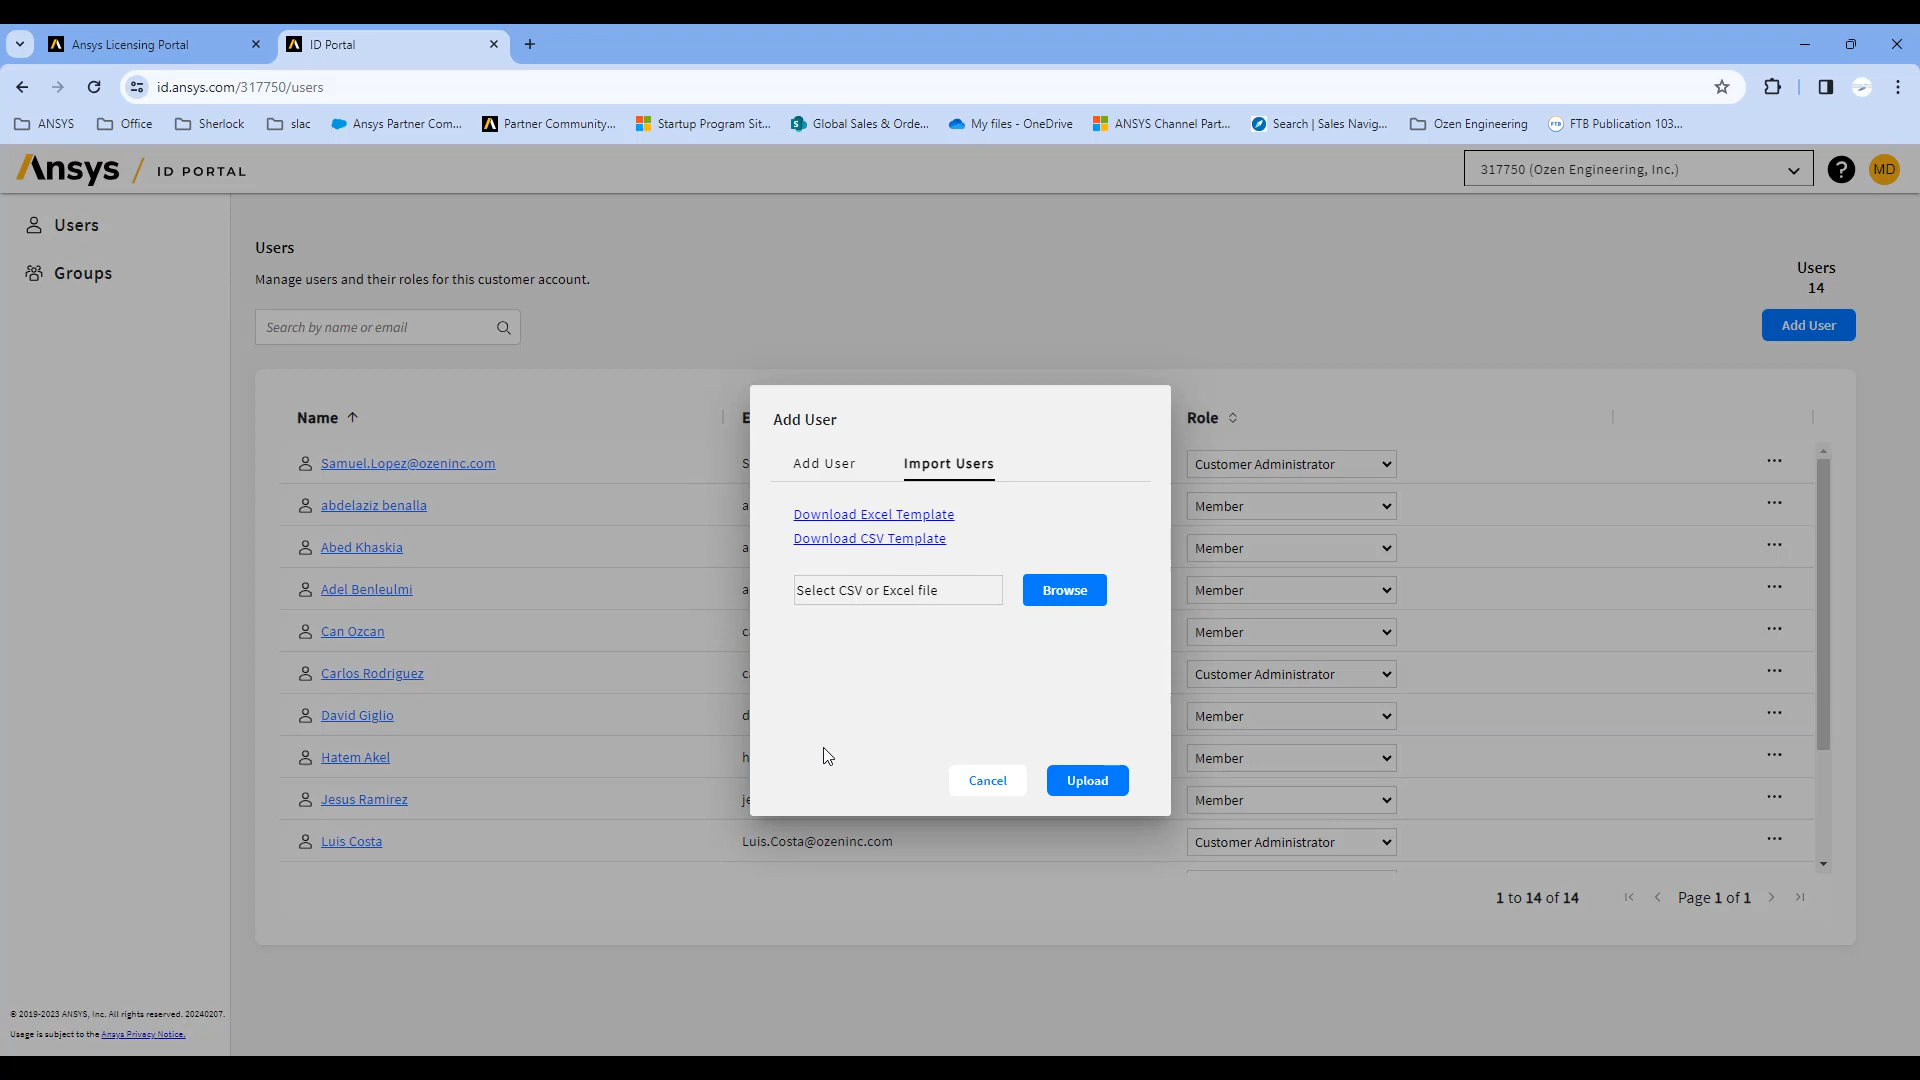 Ansys Licensing Portal
ID Portal
id.ansys.com/317750/users
ANSYS
Office
Sherlock
slac
Ansys Partner Com...
Partner Community...
Startup Program Sit...
Global Sales & Orde...
My files - OneDrive
ANSYS Channel Part...
Search | Sales Navig...
Ozen Engineering
FTB Publication 103...
Ansys / ID PORTAL
317750 (Ozen Engineering, Inc.)
?
MD
Users
Groups
Users
Manage users and their roles for this customer account.
Users
14
Search by name or email
Add User
Name
E
Role
Samuel.Lopez@ozeninc.com
S
Customer Administrator
abdelaziz benalla
a
Member
Abed Khaskia
a
Member
Adel Benleulmi
a
Member
Can Ozcan
c
Member
Carlos Rodriguez
c
Customer Administrator
David Giglio
d
Member
Hatem Akel
h
Member
Jesus Ramirez
je
Member
Luis Costa
Luis.Costa@ozeninc.com
Customer Administrator
Add User
Add User
Import Users
Download Excel Template
Download CSV Template
Select CSV or Excel file
Browse
Cancel
Upload
1 to 14 of 14
Page 1 of 1
© 2019-2023 ANSYS, Inc. All rights reserved. 20240207.
Usage is subject to the Ansys Privacy Notice.